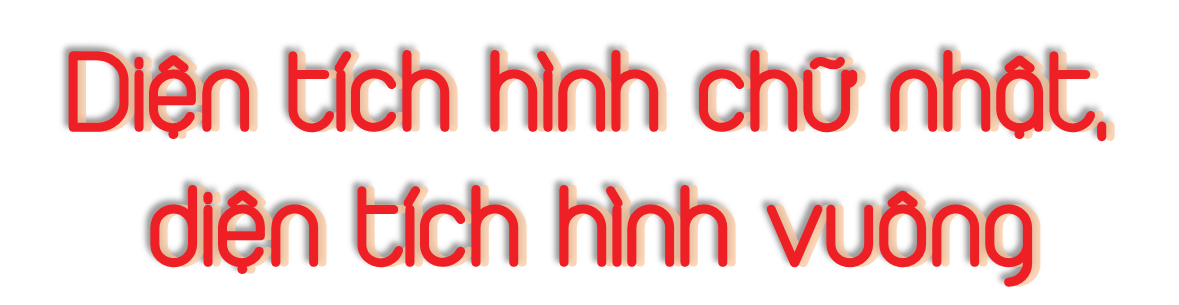 Diện tích hình chữ nhật,
diện tích hình vuông